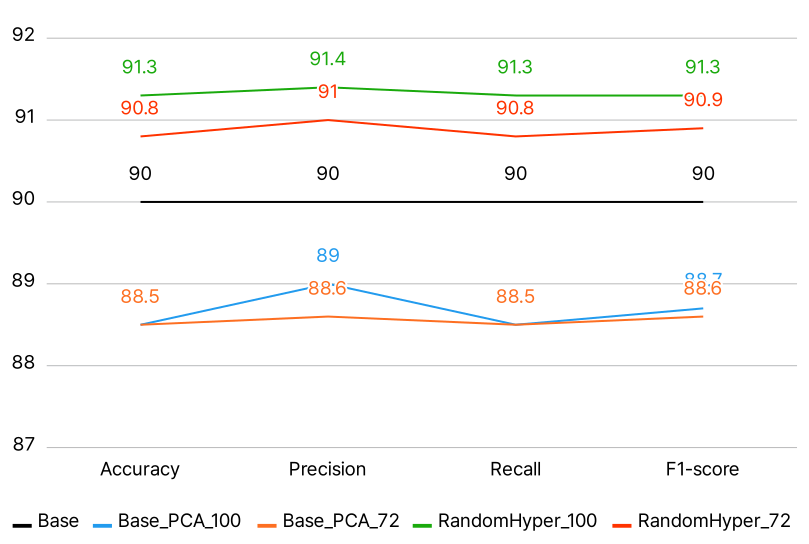 92
91.3 91.4 91.3 91.3
91
90.8 91 90.8 90.9
90 90 90 90
90
89
89
88.5 88.6 88.5 88.7
88.6
88
87
Accuracy Precision Recall F1-score
Base Base_PCA_100 Base_PCA_72 RandomHyper_100 RandomHyper_72